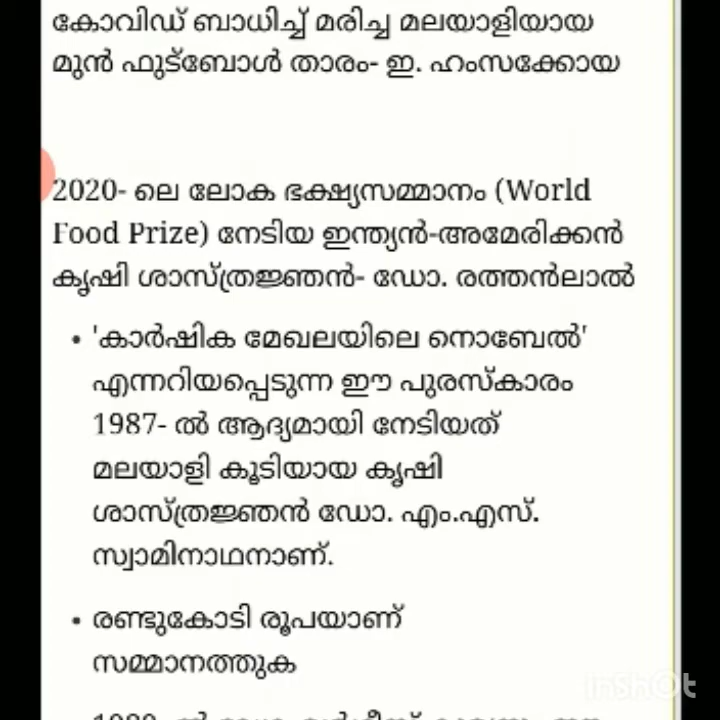 കോവിഡ് ബാധിച്ച് മരിച്ച മലയാളിയായ
മുൻ ഫുട്ബോൾ താരം- ഇ. ഹംസക്കോയ
2020- ലെ ലോക ഭക്ഷ്യസമ്മാനം (World
Food Prize) നേടിയ ഇന്ത്യൻ-അമേരിക്കൻ
കൃഷി ശാസ്ത്രജ്ഞൻ- ഡോ. രത്തൻലാൽ
• 'കാർഷിക മേഖലയിലെ നൊബേൽ'
എന്നറിയപ്പെടുന്ന ഈ പുരസ്കാരം
1987- ൽ ആദ്യമായി നേടിയത്
മലയാളി കൂടിയായ കൃഷി
ശാസ്ത്രജ്ഞൻ ഡോ. എം.എസ്.
സ്വാമിനാഥനാണ്.
• രണ്ടുകോടി രൂപയാണ്
സമ്മാനത്തുക
inshOt